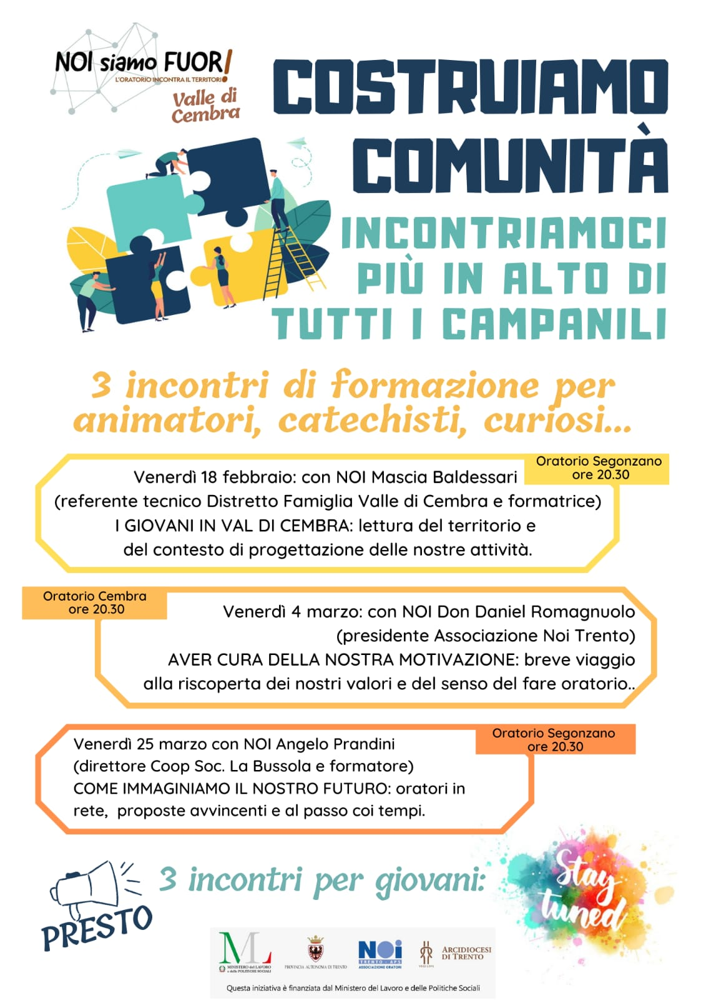 NOI siamo FUORI!
L'ORATORIO INCONTRA IL TERRITORIO
Valle di
Cembra
COSTRUIAMO
COMUNITÀ
INCONTRIAMOCI
PIÙ IN ALTO DI
TUTTI I CAMPANILI
3 incontri di formazione per
animatori, catechisti, curiosi...
Oratorio Segonzano
ore 20.30
Venerdì 18 febbraio: con NOI Mascia Baldessari
(referente tecnico Distretto Famiglia Valle di Cembra e formatrice)
I GIOVANI IN VAL DI CEMBRA: lettura del territorio e
del contesto di progettazione delle nostre attività.
Oratorio Cembra
ore 20.30
Venerdì 4 marzo: con NOI Don Daniel Romagnuolo
(presidente Associazione Noi Trento)
AVER CURA DELLA NOSTRA MOTIVAZIONE: breve viaggio
alla riscoperta dei nostri valori e del senso del fare oratorio..
Oratorio Segonzano
ore 20.30
Venerdì 25 marzo con NOI Angelo Prandini
(direttore Coop Soc. La Bussola e formatore)
COME IMMAGINIAMO IL NOSTRO FUTURO: oratori in
rete, proposte avvincenti e al passo coi tempi.
PRESTO
3 incontri per giovani:
Stay
tuned
ML
MINISTERO del LAVORO
e delle POLITICHE SOCIALI
PROVINCIA AUTONOMA DI TRENTO
NOi
TRENTO - APS
ASSOCIAZIONE ORATORI
ARCIDIOCESI
DI TRENTO
Questa iniziativa è finanziata dal Ministero del Lavoro e delle Politiche Sociali